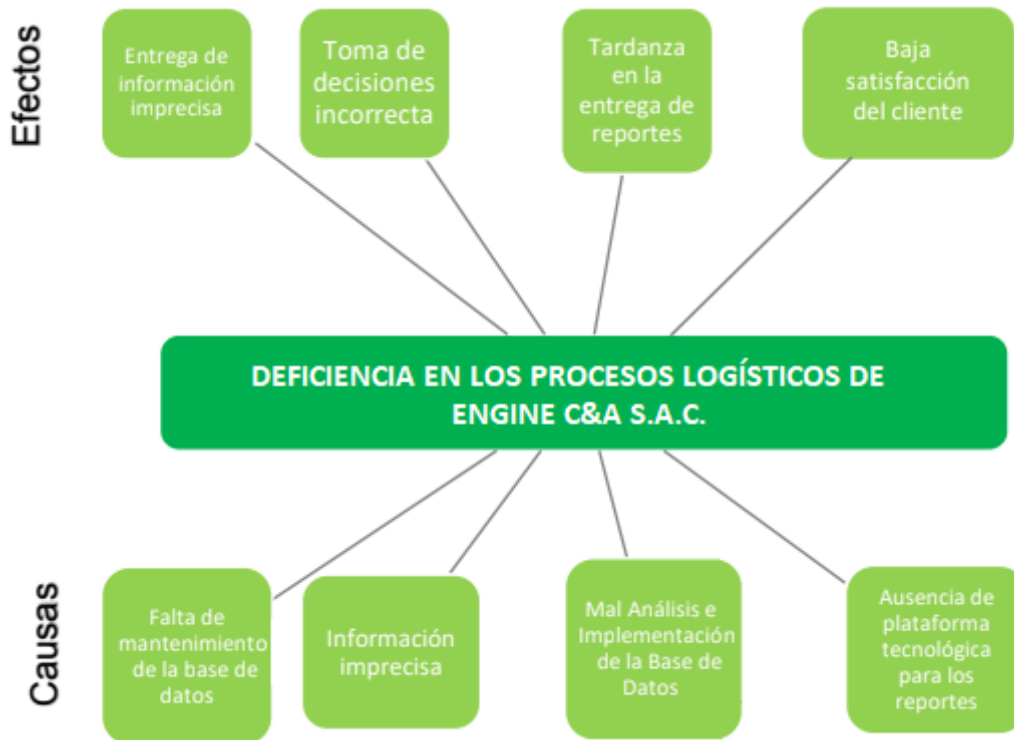 Efectos
Entrega de
información
imprecisa
Toma de
decisiones
incorrecta
Tardanza
en la
entrega de
reportes
Baja
satisfacción
del cliente
DEFICIENCIA EN LOS PROCESOS LOGÍSTICOS DE
ENGINE C&A S.A.C.
Causas
Falta de
mantenimiento
de la base de
datos
Información
imprecisa
Mal Análisis e
Implementación
de la Base de
Datos
Ausencia de
plataforma
tecnológica
para los
reportes